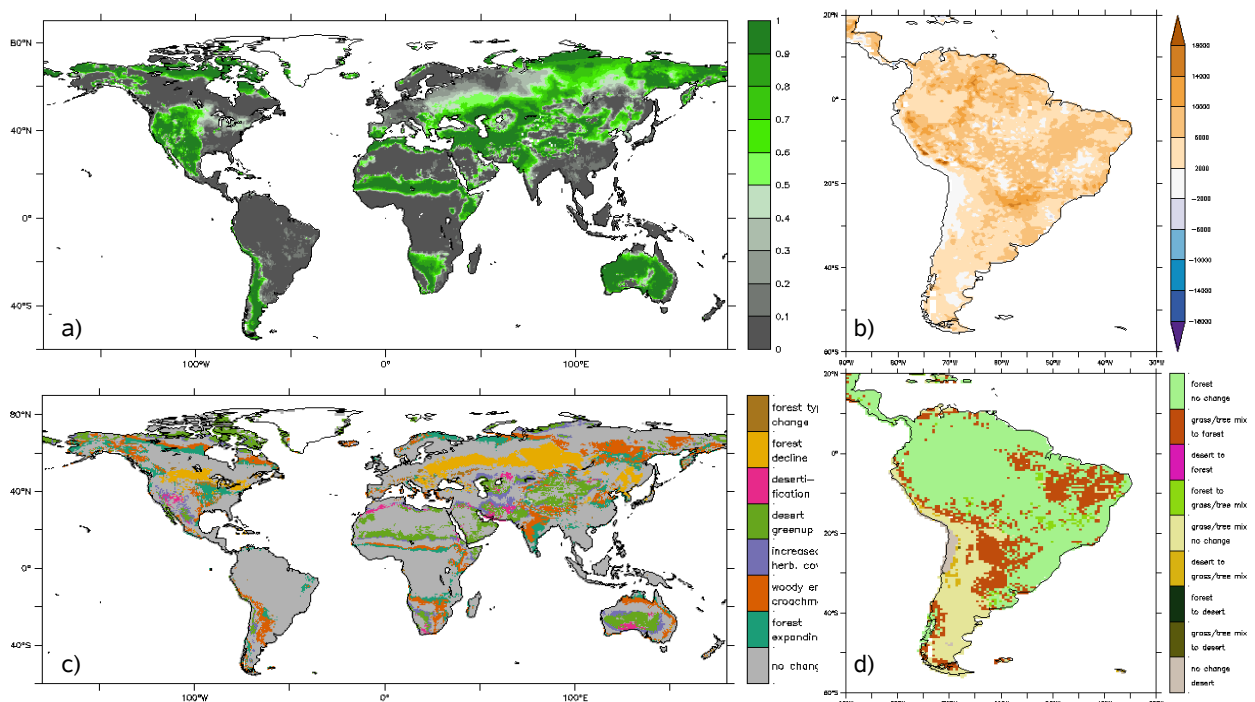 80°N
40°N
0°
40°S
a)
100°W
0°
100°E
1
0.9
0.8
0.7
0.6
0.5
0.4
0.3
0.2
0.1
0
20°N
0°
20°S
40°S
60°S
b)
90°W
80°W
70°W
60°W
50°W
40°W
30°W
18000
14000
10000
6000
2000
−2000
−6000
−10000
−14000
−18000
80°N
40°N
0°
40°S
c)
100°W
0°
100°E
forest ty
change
forest
decline
deserti−
fication
desert
greenup
increased
herb. co
woody en
croachm
forest
expandin
no chang
20°N
0°
20°S
40°S
60°S
d)
forest
no change
grass/tree mix
to forest
desert to
forest
forest to
grass/tree mix
grass/tree mix
no change
desert to
grass/tree mix
forest
to desert
grass/tree mix
to desert
no change
desert